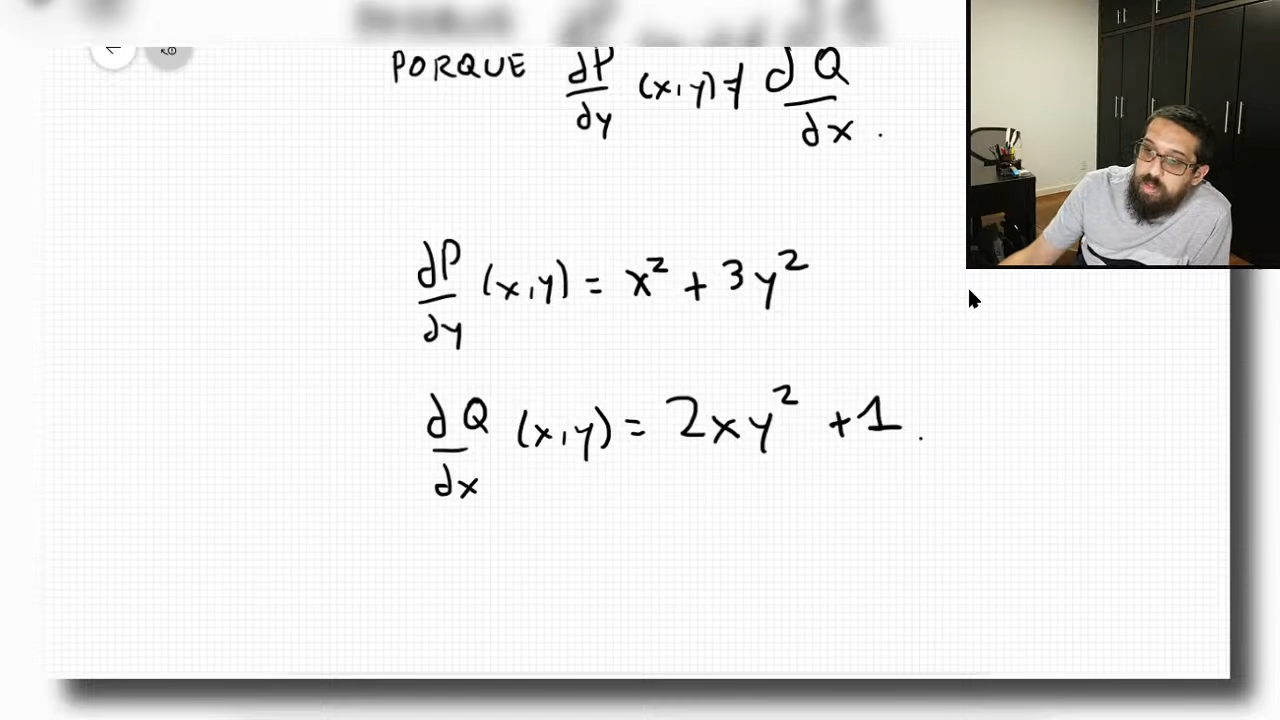 PORQUE ∂P/∂y (x,y) ≠ ∂Q/∂x .
∂P/∂y (x,y) = x² + 3y²
∂Q/∂x (x,y) = 2xy² + 1 .